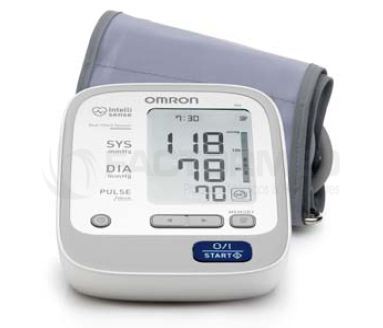 OMRON
intelli
sense
7:30
SYS
mmHg
118
DIA
mmHg
78
PULSE
/min
70
MEMORY
O/I
START